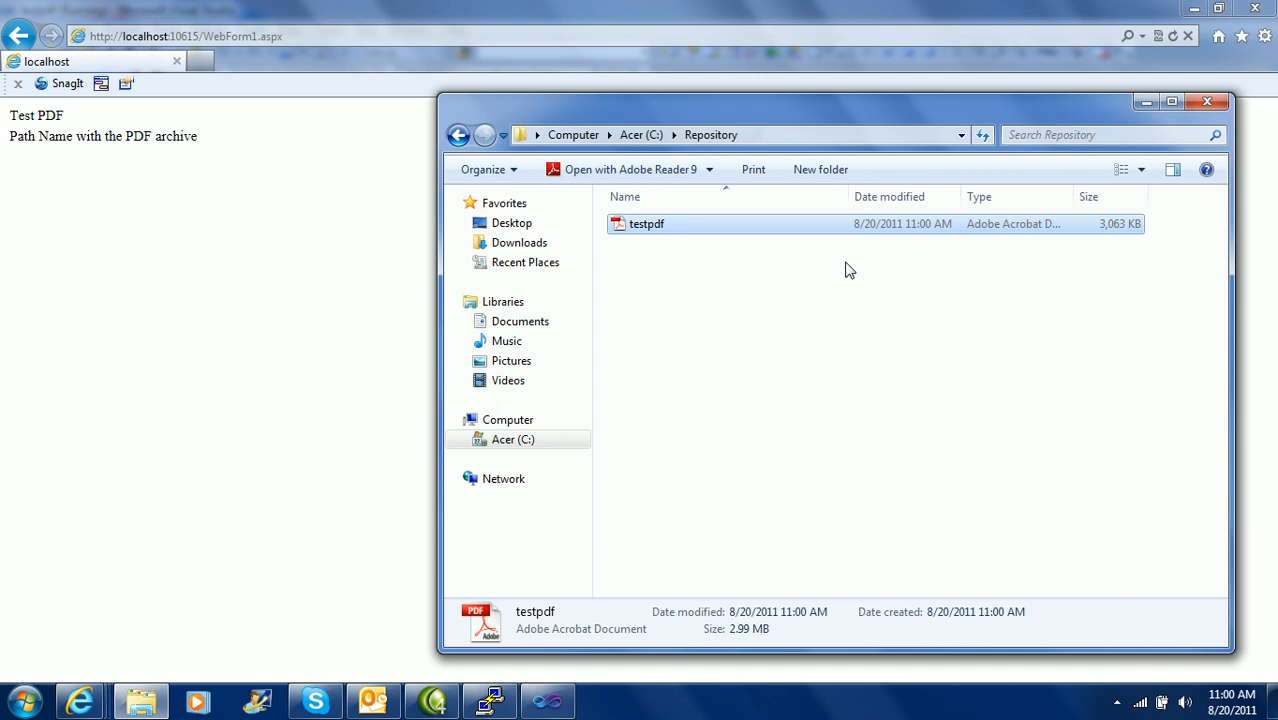 http://localhost:10615/WebForm1.aspx
localhost
SnagIt
Test PDF
Path Name with the PDF archive
Computer
Acer (C:)
Repository
Search Repository
Organize
Open with Adobe Reader 9
Print
New folder
Name
Date modified
Type
Size
testpdf
8/20/2011 11:00 AM
Adobe Acrobat D...
3,063 KB
Favorites
Desktop
Downloads
Recent Places
Libraries
Documents
Music
Pictures
Videos
Computer
Acer (C:)
Network
PDF
Adobe
testpdf
Date modified: 8/20/2011 11:00 AM
Date created: 8/20/2011 11:00 AM
Adobe Acrobat Document
Size: 2.99 MB
11:00 AM
8/20/2011